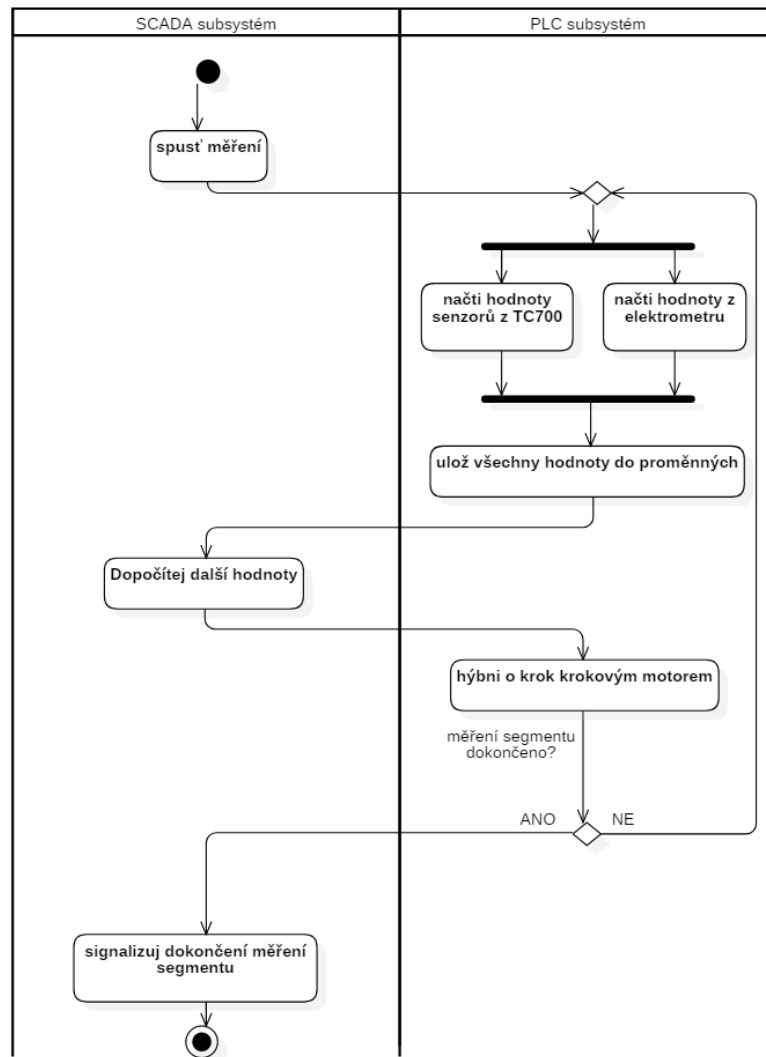 SCADA subsystém
PLC subsystém
spusť měření
načti hodnoty
senzorů z TC700
načti hodnoty z
elektrometru
ulož všechny hodnoty do proměnných
Dopočítej další hodnoty
hýbni o krok krokovým motorem
měření segmentu
dokončeno?
ANO
NE
signalizuj dokončení měření
segmentu